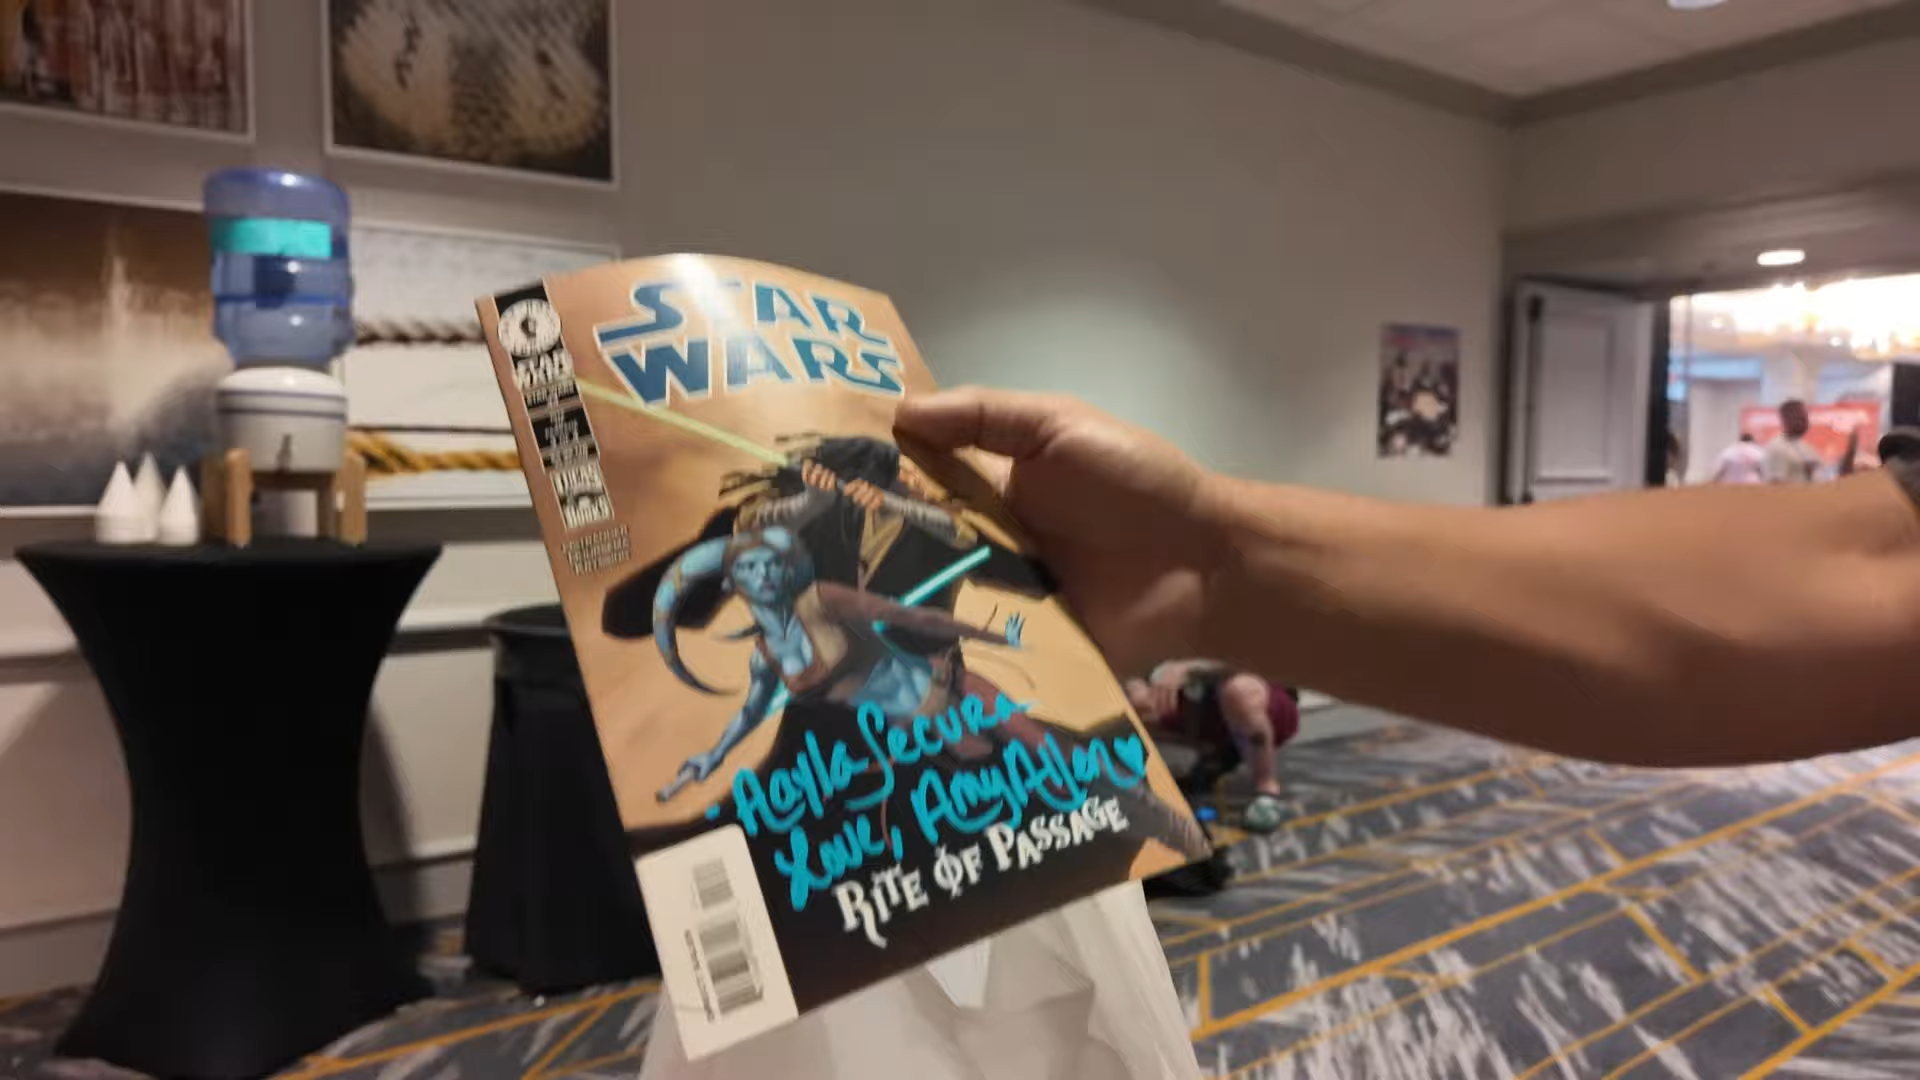 STAR
WARS
Aayla Secura
Love, Amy Allen
RITE OF PASSAGE